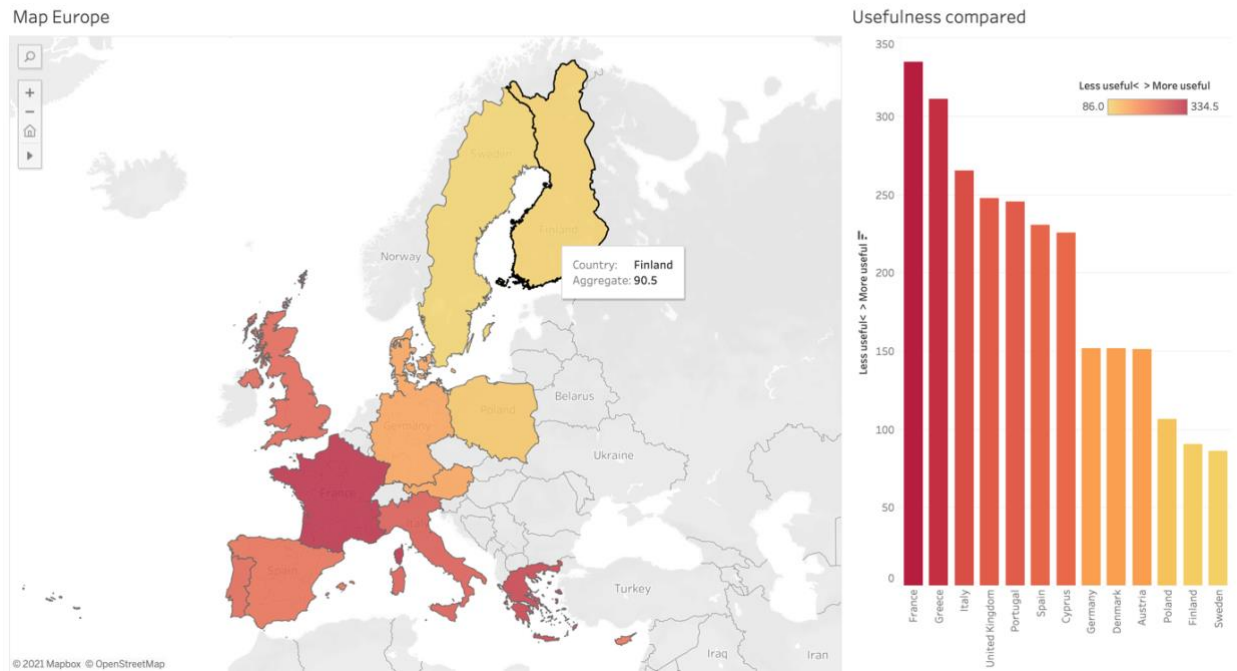 Map Europe
Sweden
Finland
Norway
Country: Finland
Aggregate: 90.5
Belarus
Poland
Germany
Ukraine
France
Italy
Spain
Turkey
Iraq
Iran
© 2021 Mapbox © OpenStreetMap
Usefulness compared
Less useful< > More useful
86.0 334.5
350
300
250
200
150
100
50
0
Less useful< > More useful
France
Greece
Italy
United Kingdom
Portugal
Spain
Cyprus
Germany
Denmark
Austria
Poland
Finland
Sweden